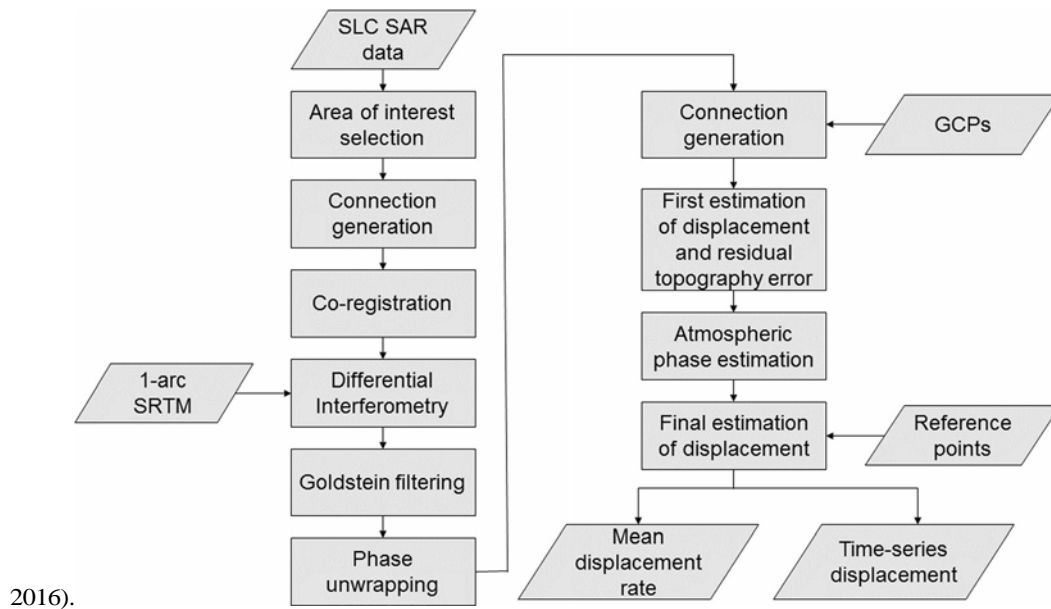 SLC SAR
data
Area of interest
selection
Connection
generation
Co-registration
1-arc
SRTM
Differential
Interferometry
Goldstein filtering
Phase
unwrapping
Connection
generation
GCPs
First estimation
of displacement
and residual
topography error
Atmospheric
phase estimation
Final estimation
of displacement
Reference
points
Mean
displacement
rate
Time-series
displacement
2016).